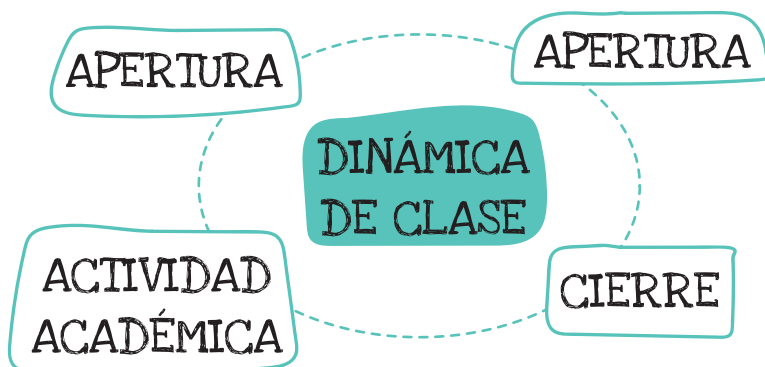 APERTURA
APERTURA
DINÁMICA
DE CLASE
ACTIVIDAD
ACADÉMICA
CIERRE